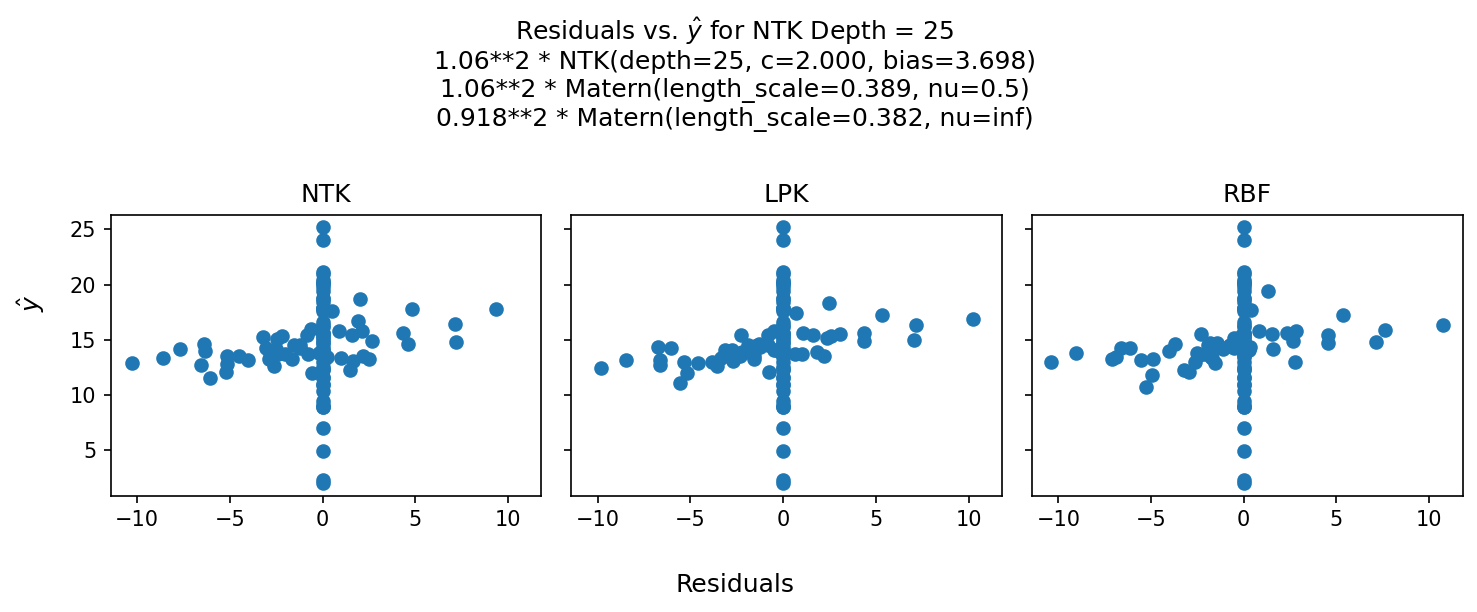 Residuals vs. ŷ for NTK Depth = 25
1.06**2 * NTK(depth=25, c=2.000, bias=3.698)
1.06**2 * Matern(length_scale=0.389, nu=0.5)
0.918**2 * Matern(length_scale=0.382, nu=inf)
NTK LPK RBF
25
20
15
10
5
ŷ
−10 −5 0 5 10 −10 −5 0 5 10 −10 −5 0 5 10
Residuals